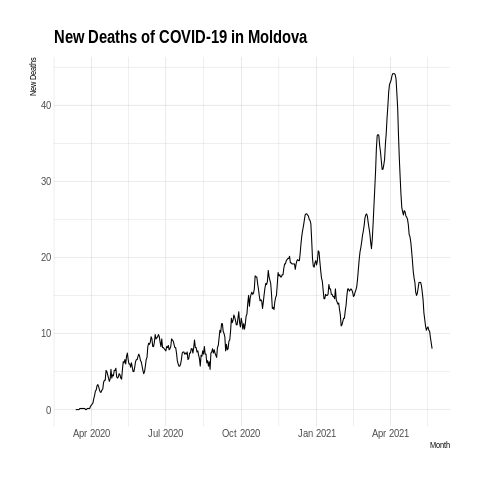 New Deaths of COVID-19 in Moldova
New Deaths
40
30
20
10
0
Apr 2020 Jul 2020 Oct 2020 Jan 2021 Apr 2021
Month